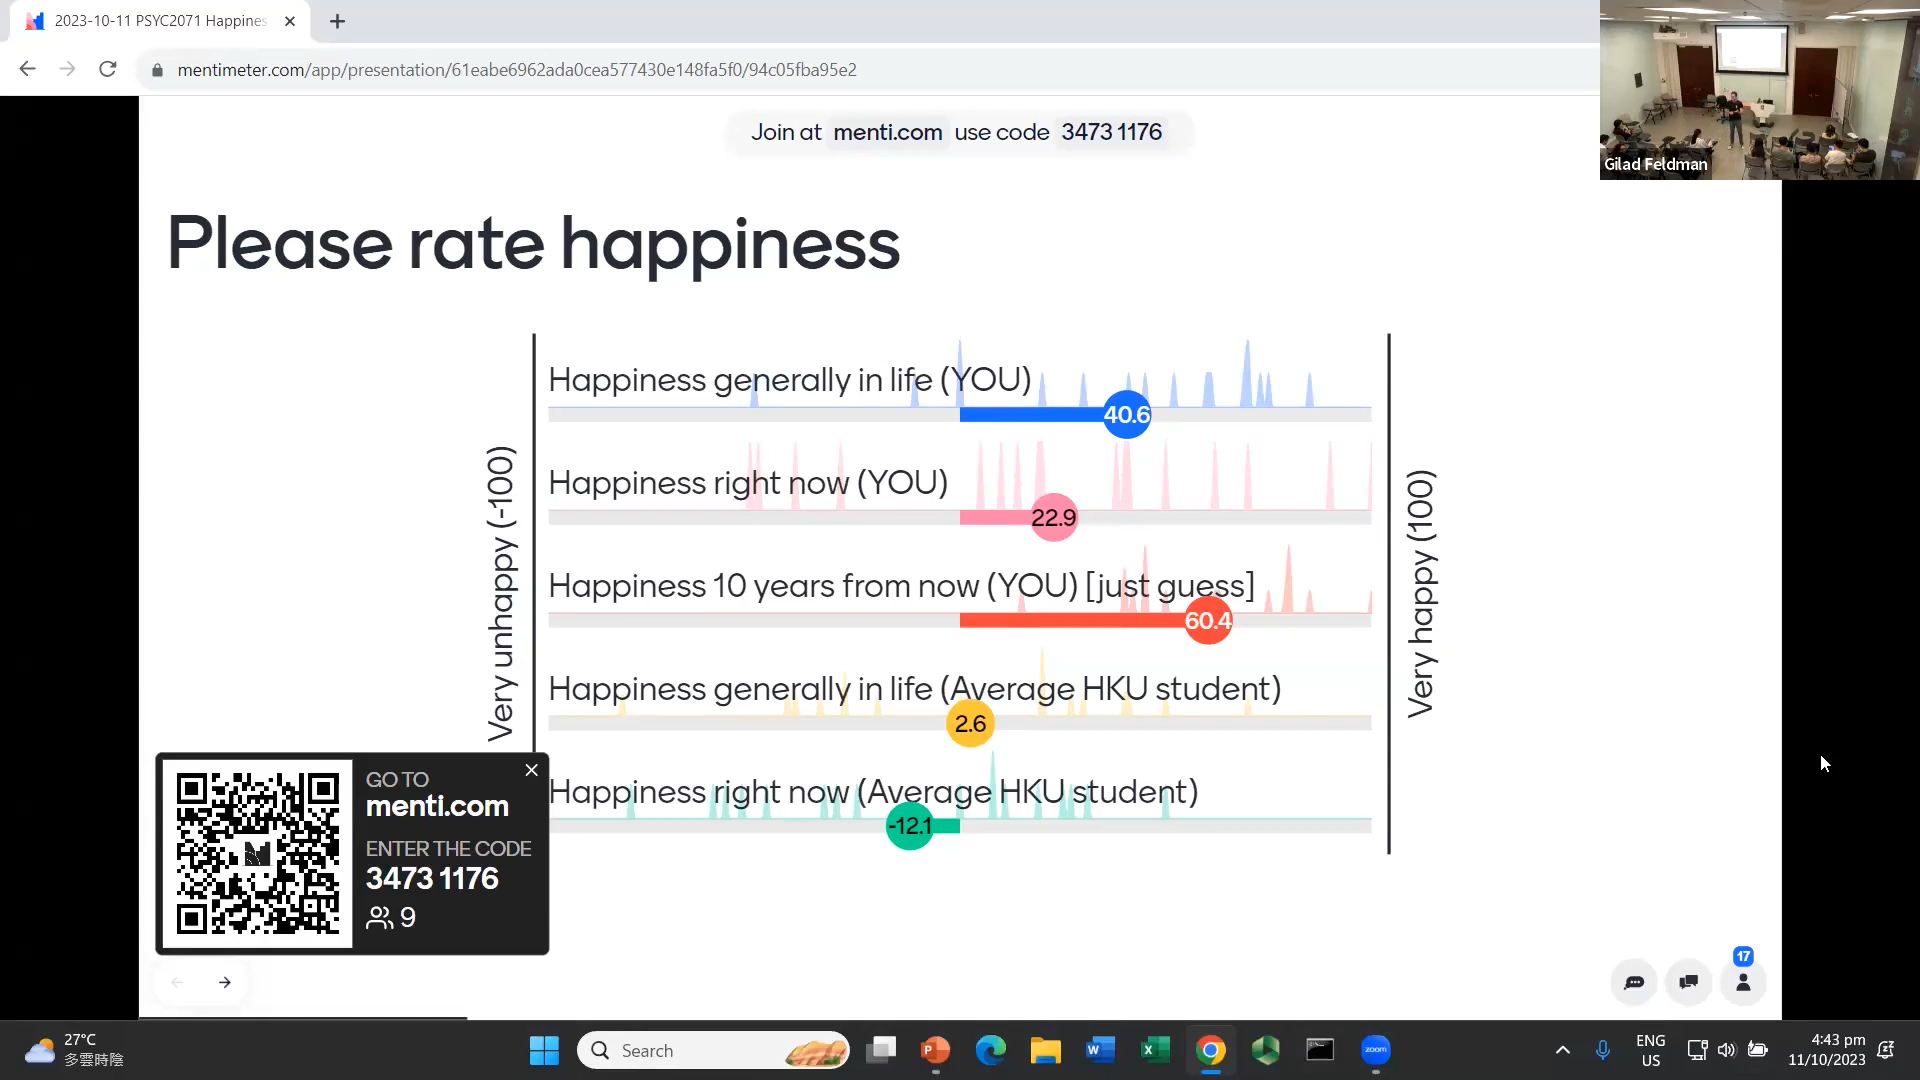 2023-10-11 PSYC2071 Happines
mentimeter.com/app/presentation/61eabe6962ada0cea577430e148fa5f0/94c05fba95e2
Gilad Feldman
Join at menti.com use code 3473 1176
Please rate happiness
Very unhappy (-100)
Very happy (100)
Happiness generally in life (YOU)
40.6
Happiness right now (YOU)
22.9
Happiness 10 years from now (YOU) [just guess]
60.4
Happiness generally in life (Average HKU student)
2.6
Happiness right now (Average HKU student)
-12.1
GO TO
menti.com
ENTER THE CODE
3473 1176
9
17
27°C
多雲時陰
Search
zoom
ENG
US
4:43 pm
11/10/2023